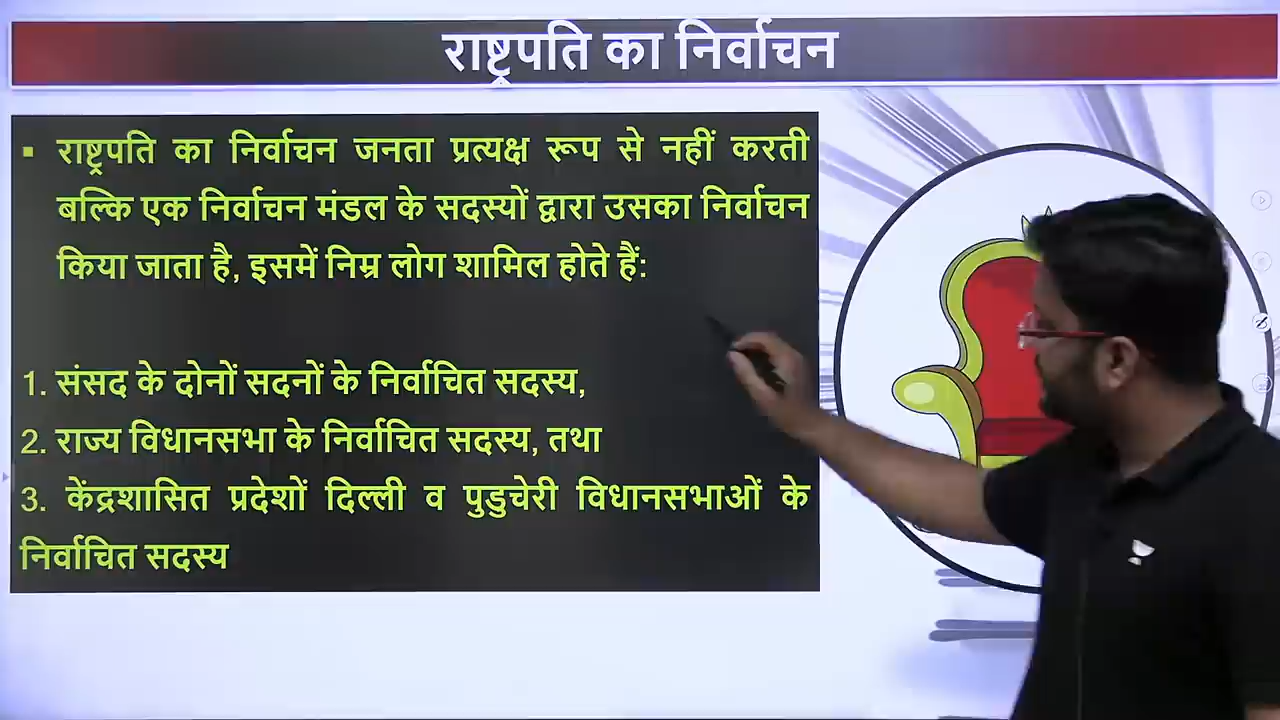 राष्ट्रपति का निर्वाचन
▪ राष्ट्रपति का निर्वाचन जनता प्रत्यक्ष रूप से नहीं करती
बल्कि एक निर्वाचन मंडल के सदस्यों द्वारा उसका निर्वाचन
किया जाता है, इसमें निम्न लोग शामिल होते हैं:
1. संसद के दोनों सदनों के निर्वाचित सदस्य,
2. राज्य विधानसभा के निर्वाचित सदस्य, तथा
3. केंद्रशासित प्रदेशों दिल्ली व पुडुचेरी विधानसभाओं के
निर्वाचित सदस्य